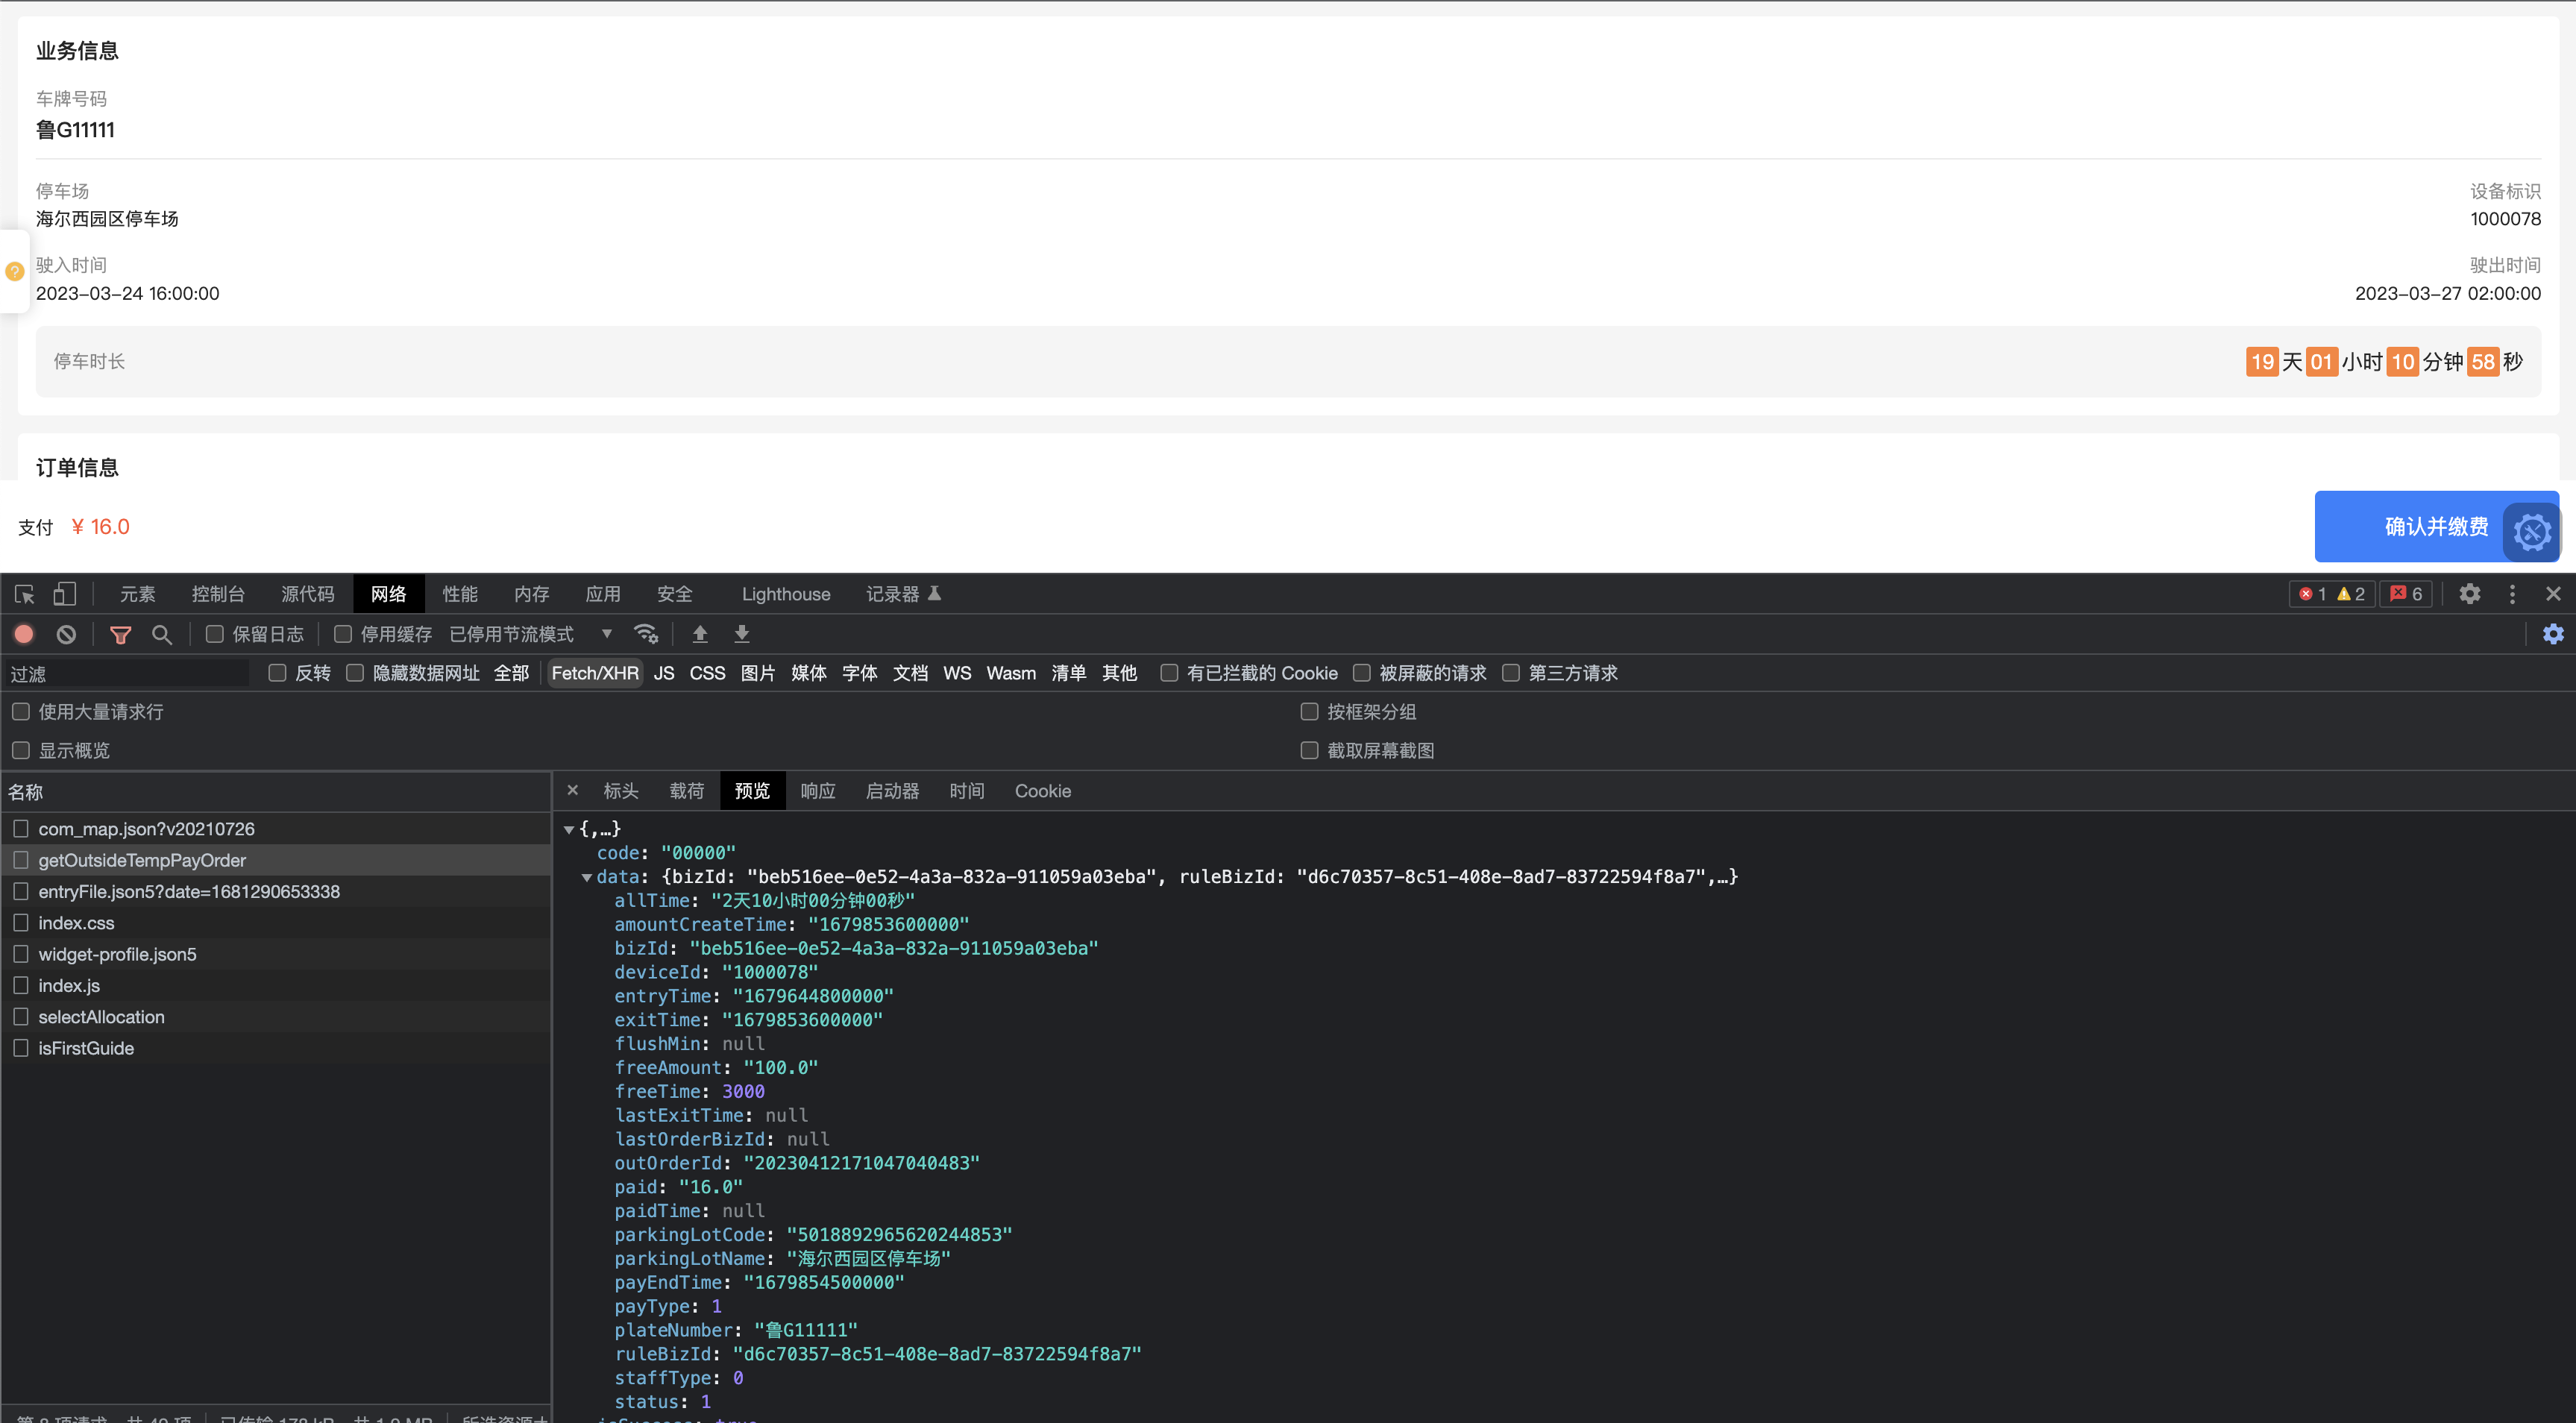 业务信息
车牌号码
鲁G11111
停车场 设备标识
海尔西园区停车场 1000078
驶入时间 驶出时间
2023-03-24 16:00:00 2023-03-27 02:00:00
停车时长 19 天 01 小时 10 分钟 58 秒
订单信息
支付 ¥ 16.0 确认并缴费
元素 控制台 源代码 网络 性能 内存 应用 安全 Lighthouse 记录器 1 2 6
保留日志 停用缓存 已停用节流模式
过滤 反转 隐藏数据网址 全部 Fetch/XHR JS CSS 图片 媒体 字体 文档 WS Wasm 清单 其他 有已拦截的 Cookie 被屏蔽的请求 第三方请求
使用大量请求行 按框架分组
显示概览 截取屏幕截图
名称
com_map.json?v20210726
getOutsideTempPayOrder
entryFile.json5?date=1681290653338
index.css
widget-profile.json5
index.js
selectAllocation
isFirstGuide
× 标头 载荷 预览 响应 启动器 时间 Cookie
{,…}
code: "00000"
data: {bizId: "beb516ee-0e52-4a3a-832a-911059a03eba", ruleBizId: "d6c70357-8c51-408e-8ad7-83722594f8a7",…}
allTime: "2天10小时00分钟00秒"
amountCreateTime: "1679853600000"
bizId: "beb516ee-0e52-4a3a-832a-911059a03eba"
deviceId: "1000078"
entryTime: "1679644800000"
exitTime: "1679853600000"
flushMin: null
freeAmount: "100.0"
freeTime: 3000
lastExitTime: null
lastOrderBizId: null
outOrderId: "20230412171047040483"
paid: "16.0"
paidTime: null
parkingLotCode: "5018892965620244853"
parkingLotName: "海尔西园区停车场"
payEndTime: "1679854500000"
payType: 1
plateNumber: "鲁G11111"
ruleBizId: "d6c70357-8c51-408e-8ad7-83722594f8a7"
staffType: 0
status: 1